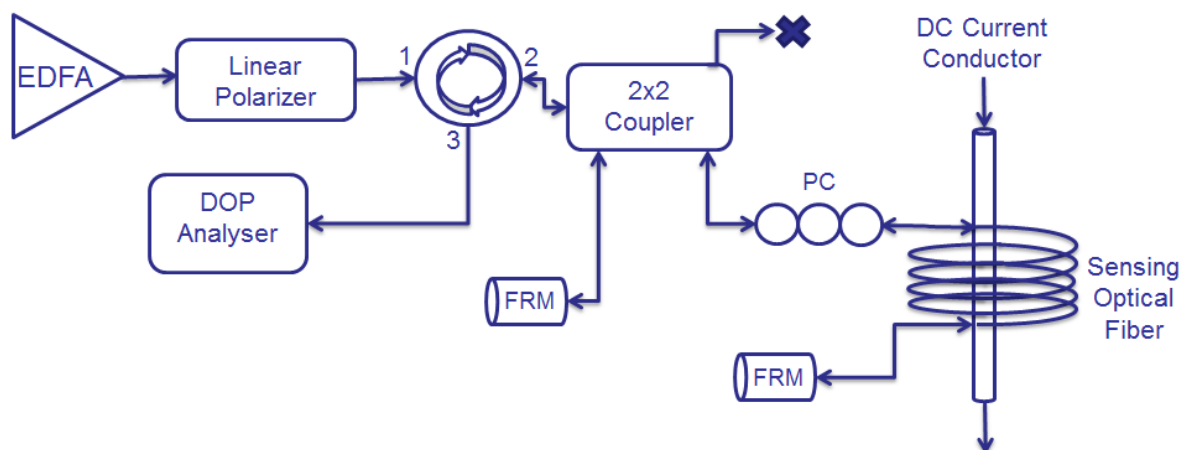 EDFA
Linear
Polarizer
1
2
3
2x2
Coupler
DC Current
Conductor
DOP
Analyser
PC
FRM
Sensing
Optical
Fiber
FRM